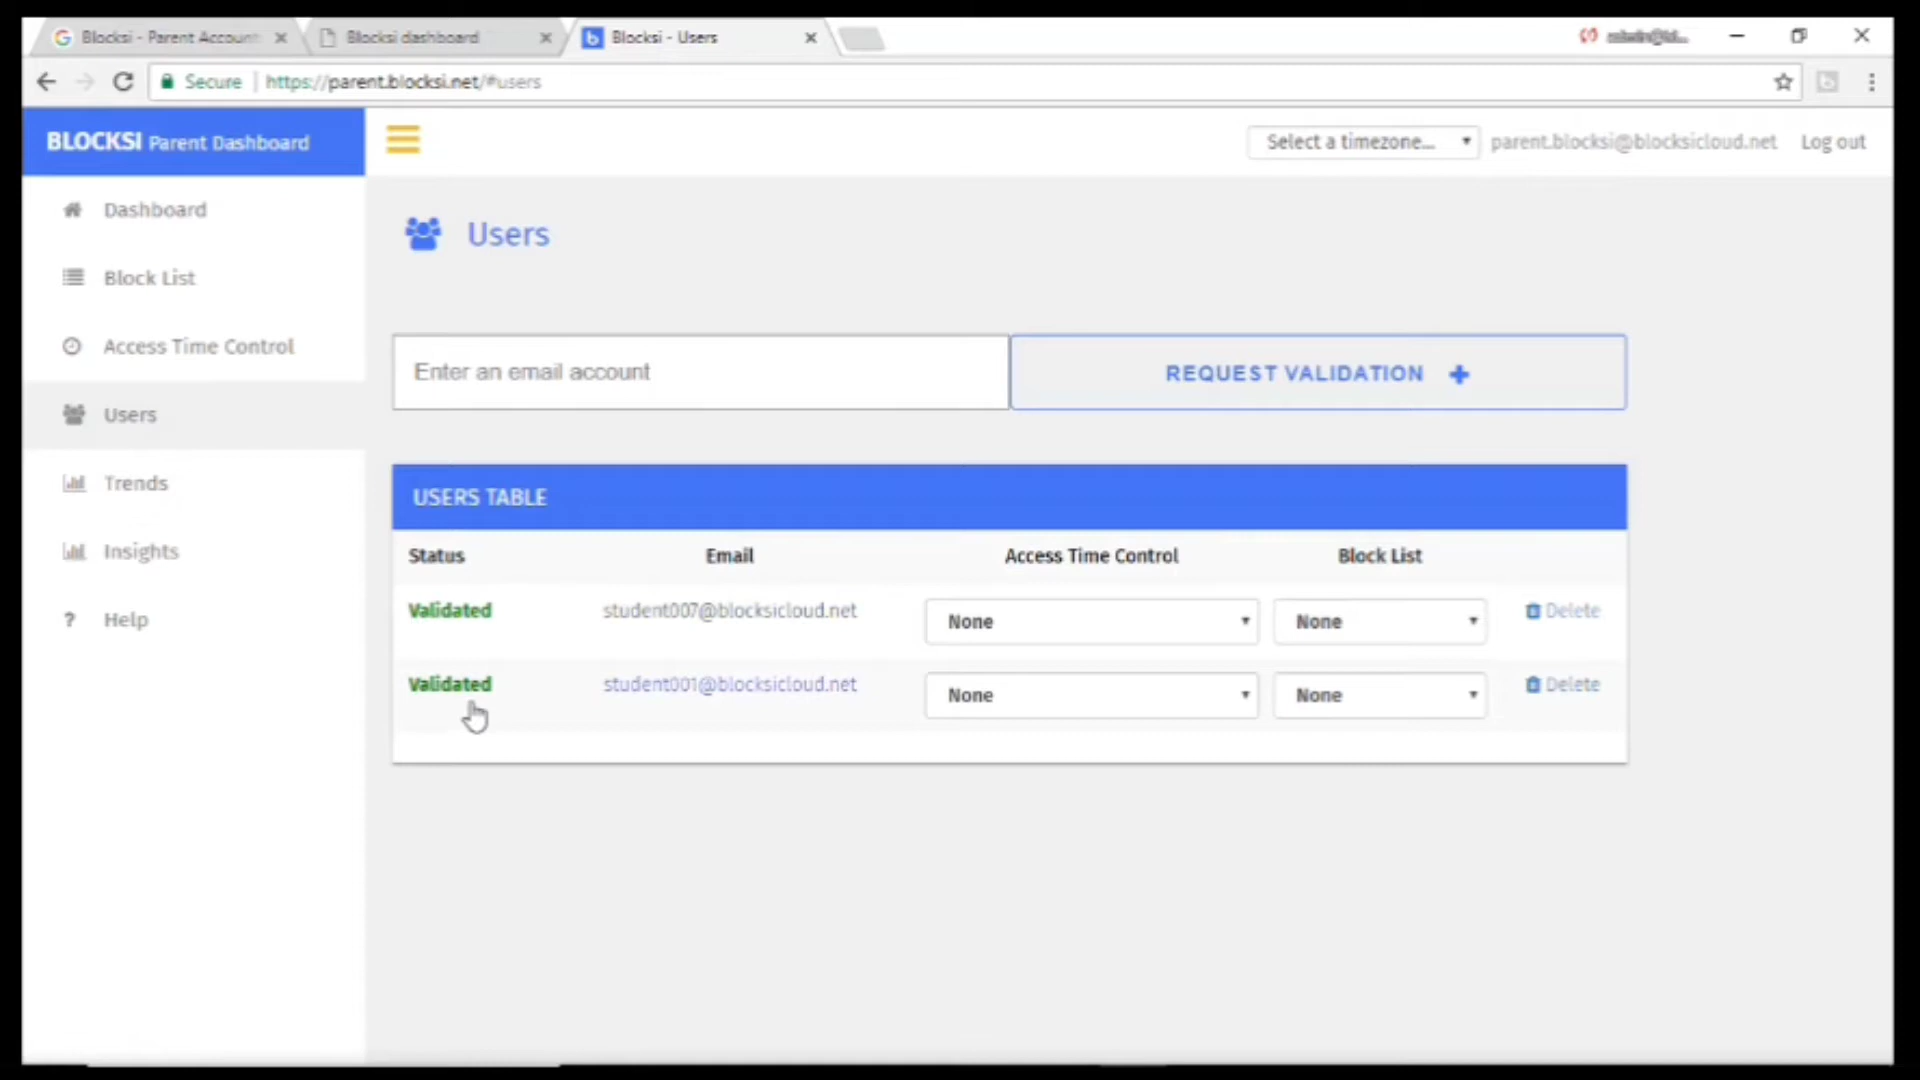 Blocksi - Parent Account
Blocksi dashboard
Blocksi - Users
Secure
https://parent.blocksi.net/#users
BLOCKSI Parent Dashboard
Select a timezone...
parent.blocksi@blocksicloud.net
Log out
Dashboard
Block List
Access Time Control
Users
Trends
Insights
? Help
Users
Enter an email account
REQUEST VALIDATION +
USERS TABLE
Status Email Access Time Control Block List
Validated student007@blocksicloud.net None None Delete
Validated student001@blocksicloud.net None None Delete